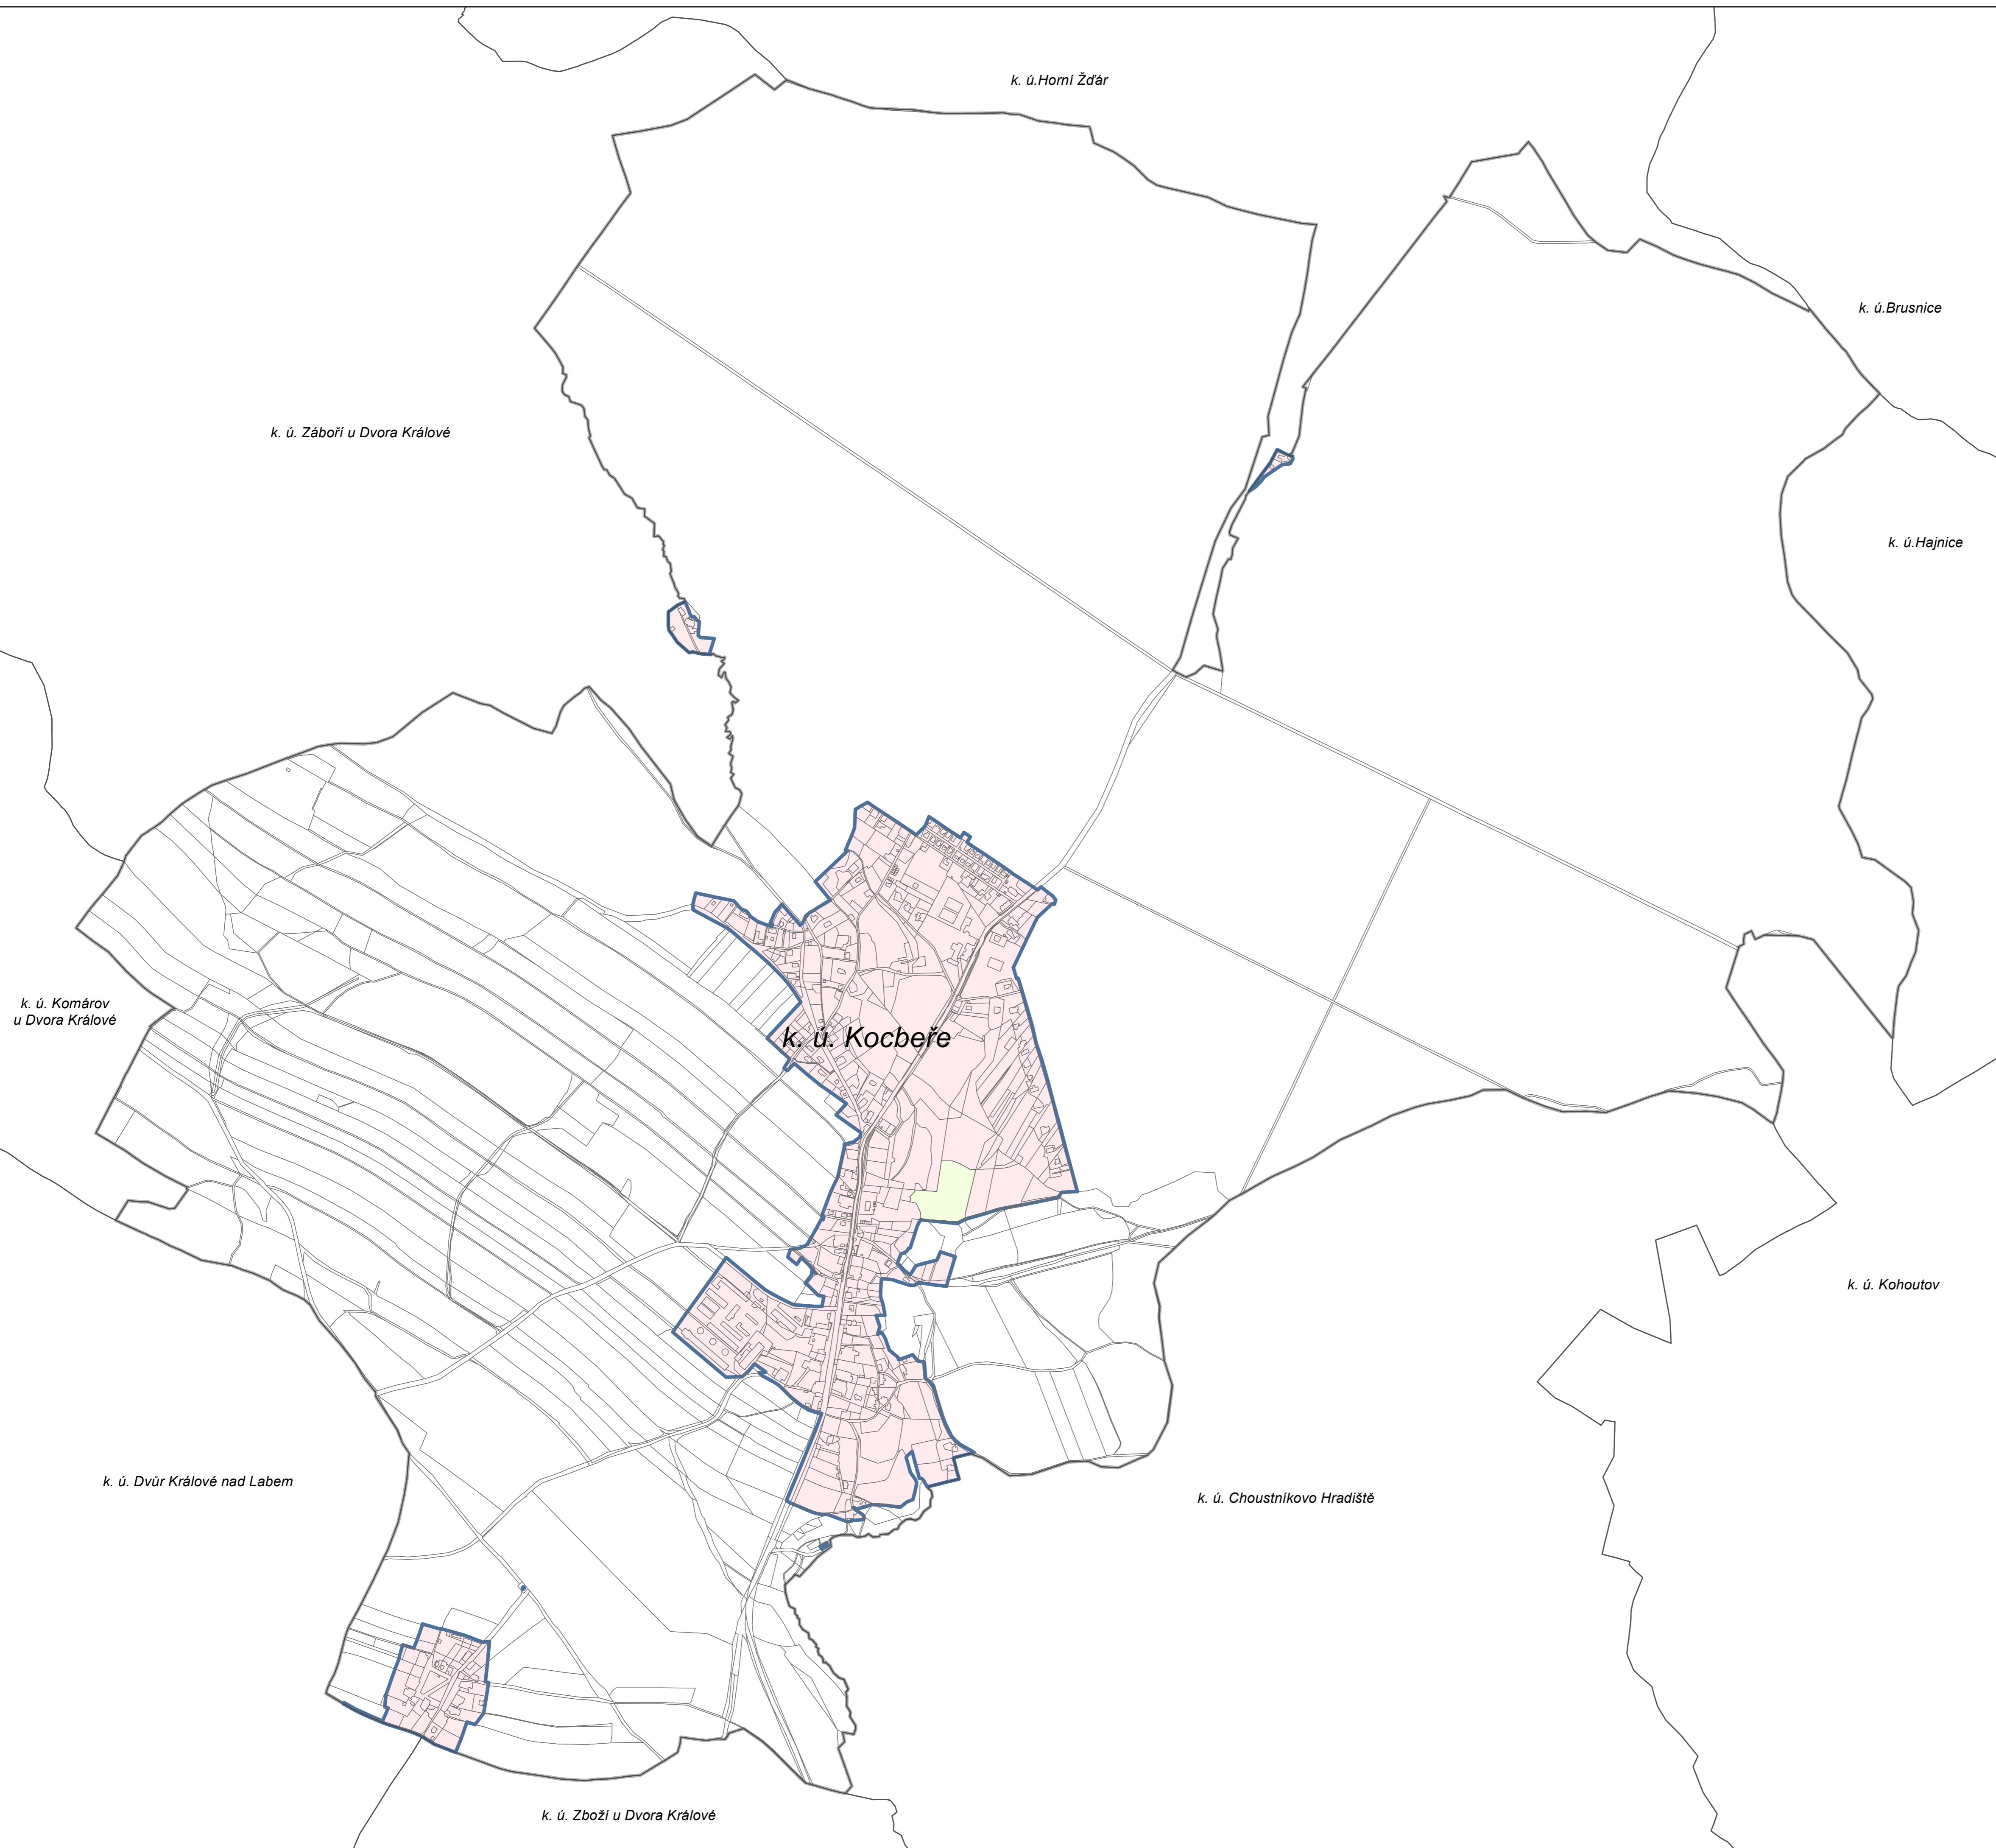 k. ú.Horní Žďár
k. ú.Brusnice
k. ú. Záboří u Dvora Králové
k. ú.Hajnice
k. ú. Komárov
u Dvora Králové
k. ú. Kocbeře
k. ú. Kohoutov
k. ú. Dvůr Králové nad Labem
k. ú. Choustníkovo Hradiště
k. ú. Zboží u Dvora Králové